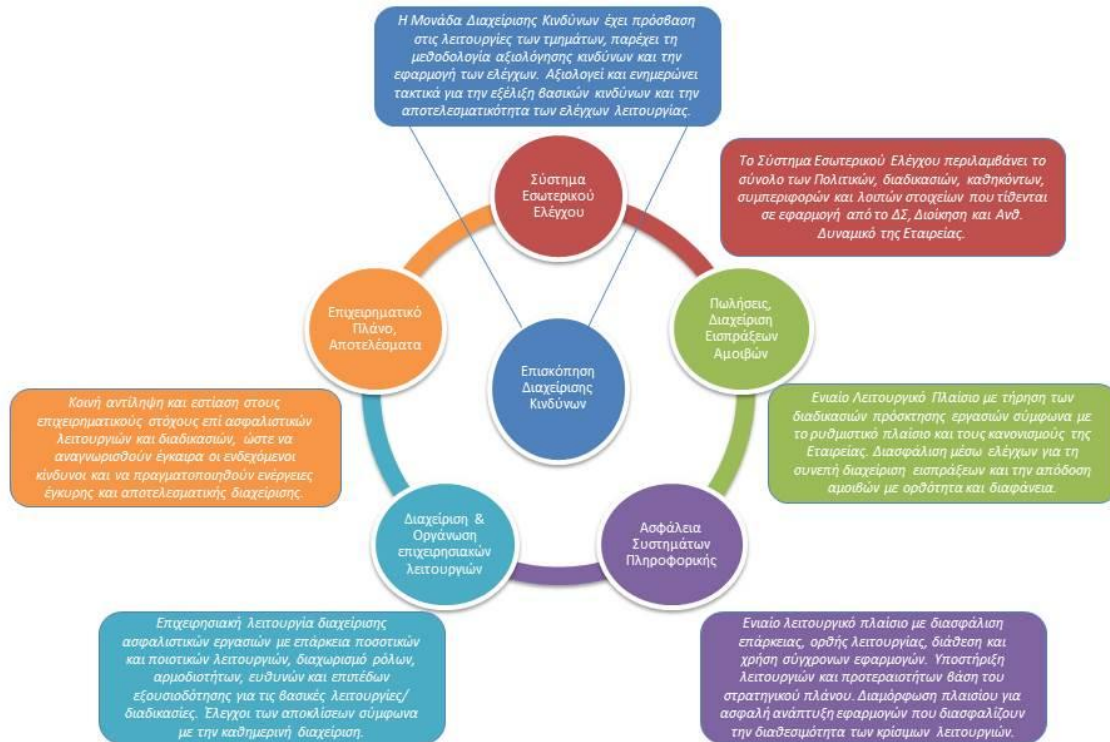 Η Μονάδα Διαχείρισης Κινδύνων έχει πρόσβαση
στις λειτουργίες των τμημάτων, παρέχει τη
μεθοδολογία αξιολόγησης κινδύνων και την
εφαρμογή των ελέγχων. Αξιολογεί και ενημερώνει
τακτικά για την εξέλιξη βασικών κινδύνων και την
αποτελεσματικότητα των ελέγχων λειτουργίας.
Σύστημα
Εσωτερικού
Ελέγχου
Το Σύστημα Εσωτερικού Ελέγχου περιλαμβάνει το
σύνολο των Πολιτικών, διαδικασιών, καθηκόντων,
συμπεριφορών και λοιπών στοιχείων που τίθενται
σε εφαρμογή από το ΔΣ, Διοίκηση και Ανθ.
Δυναμικό της Εταιρείας.
Επιχειρηματικό
Πλάνο,
Αποτελέσματα
Πωλήσεις,
Διαχείριση
Εισπράξεων
Αμοιβών
Επισκόπηση
Διαχείρισης
Κινδύνων
Κοινή αντίληψη και εστίαση στους
επιχειρηματικούς στόχους επί ασφαλιστικών
λειτουργιών και διαδικασιών, ώστε να
αναγνωρισθούν έγκαιρα οι ενδεχόμενοι
κίνδυνοι και να πραγματοποιηθούν ενέργειες
έγκυρης και αποτελεσματικής διαχείρισης.
Ενιαίο Λειτουργικό Πλαίσιο με τήρηση των
διαδικασιών πρόσκτησης εργασιών σύμφωνα με
το ρυθμιστικό πλαίσιο και τους κανονισμούς της
Εταιρείας. Διασφάλιση μέσω ελέγχων για τη
συνεπή διαχείριση εισπράξεων και την απόδοση
αμοιβών με ορθότητα και διαφάνεια.
Διαχείριση &
Οργάνωση
επιχειρησιακών
λειτουργιών
Ασφάλεια
Συστημάτων
Πληροφορικής
Επιχειρησιακή λειτουργία διαχείρισης
ασφαλιστικών εργασιών με επάρκεια ποσοτικών
και ποιοτικών λειτουργιών, διαχωρισμό ρόλων,
αρμοδιοτήτων, ευθυνών και επιπέδων
εξουσιοδότησης για τις βασικές λειτουργίες/
διαδικασίες. Έλεγχοι των αποκλίσεων σύμφωνα
με την καθημερινή διαχείριση.
Ενιαίο λειτουργικό πλαίσιο με διασφάλιση
επάρκειας, ορθής λειτουργίας, διάθεση και
χρήση σύγχρονων εφαρμογών. Υποστήριξη
λειτουργιών και προτεραιοτήτων βάση του
στρατηγικού πλάνου. Διαμόρφωση πλαισίου για
ασφαλή ανάπτυξη εφαρμογών που διασφαλίζουν
την διαθεσιμότητα των κρίσιμων λειτουργιών.